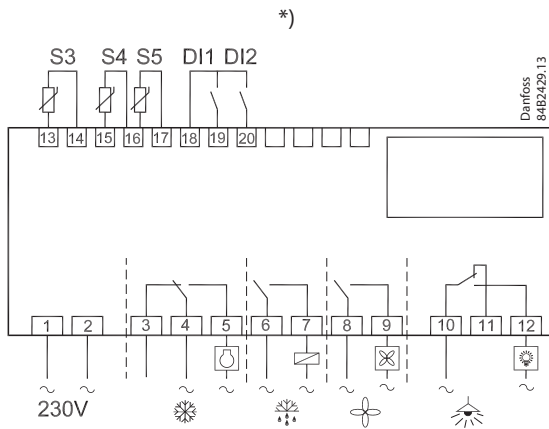 *)
S3 S4 S5 DI1 DI2
Danfoss
84B2429.13
13 14 15 16 17 18 19 20
1 2 3 4 5 6 7 8 9 10 11 12
230V